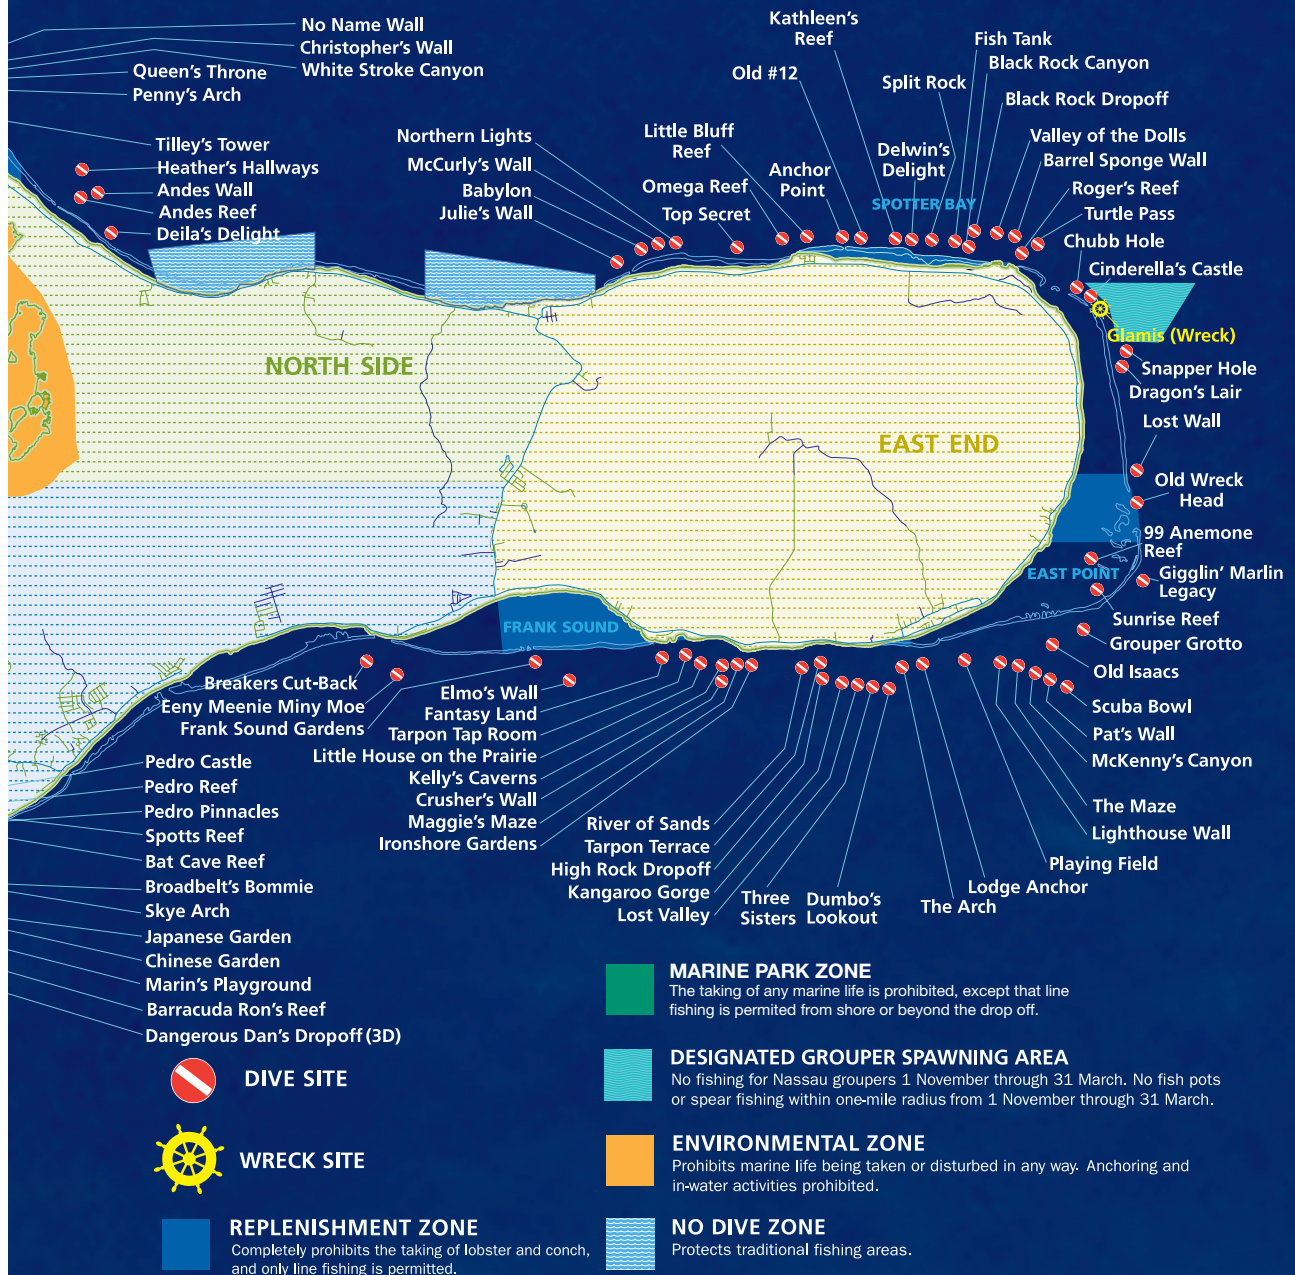 No Name Wall
Christopher's Wall
White Stroke Canyon
Queen's Throne
Penny's Arch
Tilley's Tower
Heather's Hallways
Andes Wall
Andes Reef
Deila's Delight
Northern Lights
McCurly's Wall
Babylon
Julie's Wall
Little Bluff
Reef
Omega Reef
Top Secret
Kathleen's
Reef
Old #12
Anchor
Point
Split Rock
Delwin's
Delight
SPOTTER BAY
Fish Tank
Black Rock Canyon
Black Rock Dropoff
Valley of the Dolls
Barrel Sponge Wall
Roger's Reef
Turtle Pass
Chubb Hole
Cinderella's Castle
Glamis (Wreck)
Snapper Hole
Dragon's Lair
Lost Wall
Old Wreck
Head
99 Anemone
Reef
EAST POINT
Gigglin' Marlin
Legacy
Sunrise Reef
Grouper Grotto
Old Isaacs
Scuba Bowl
Pat's Wall
McKenny's Canyon
The Maze
Lighthouse Wall
Playing Field
Lodge Anchor
The Arch
NORTH SIDE
EAST END
FRANK SOUND
Breakers Cut-Back
Eeny Meenie Miny Moe
Frank Sound Gardens
Elmo's Wall
Fantasy Land
Tarpon Tap Room
Little House on the Prairie
Kelly's Caverns
Crusher's Wall
Maggie's Maze
Ironshore Gardens
River of Sands
Tarpon Terrace
High Rock Dropoff
Kangaroo Gorge
Lost Valley
Three
Sisters
Dumbo's
Lookout
Pedro Castle
Pedro Reef
Pedro Pinnacles
Spotts Reef
Bat Cave Reef
Broadbelt's Bommie
Skye Arch
Japanese Garden
Chinese Garden
Marin's Playground
Barracuda Ron's Reef
Dangerous Dan's Dropoff (3D)
DIVE SITE
WRECK SITE
REPLENISHMENT ZONE
Completely prohibits the taking of lobster and conch,
and only line fishing is permitted.
MARINE PARK ZONE
The taking of any marine life is prohibited, except that line
fishing is permited from shore or beyond the drop off.
DESIGNATED GROUPER SPAWNING AREA
No fishing for Nassau groupers 1 November through 31 March. No fish pots
or spear fishing within one-mile radius from 1 November through 31 March.
ENVIRONMENTAL ZONE
Prohibits marine life being taken or disturbed in any way. Anchoring and
in-water activities prohibited.
NO DIVE ZONE
Protects traditional fishing areas.